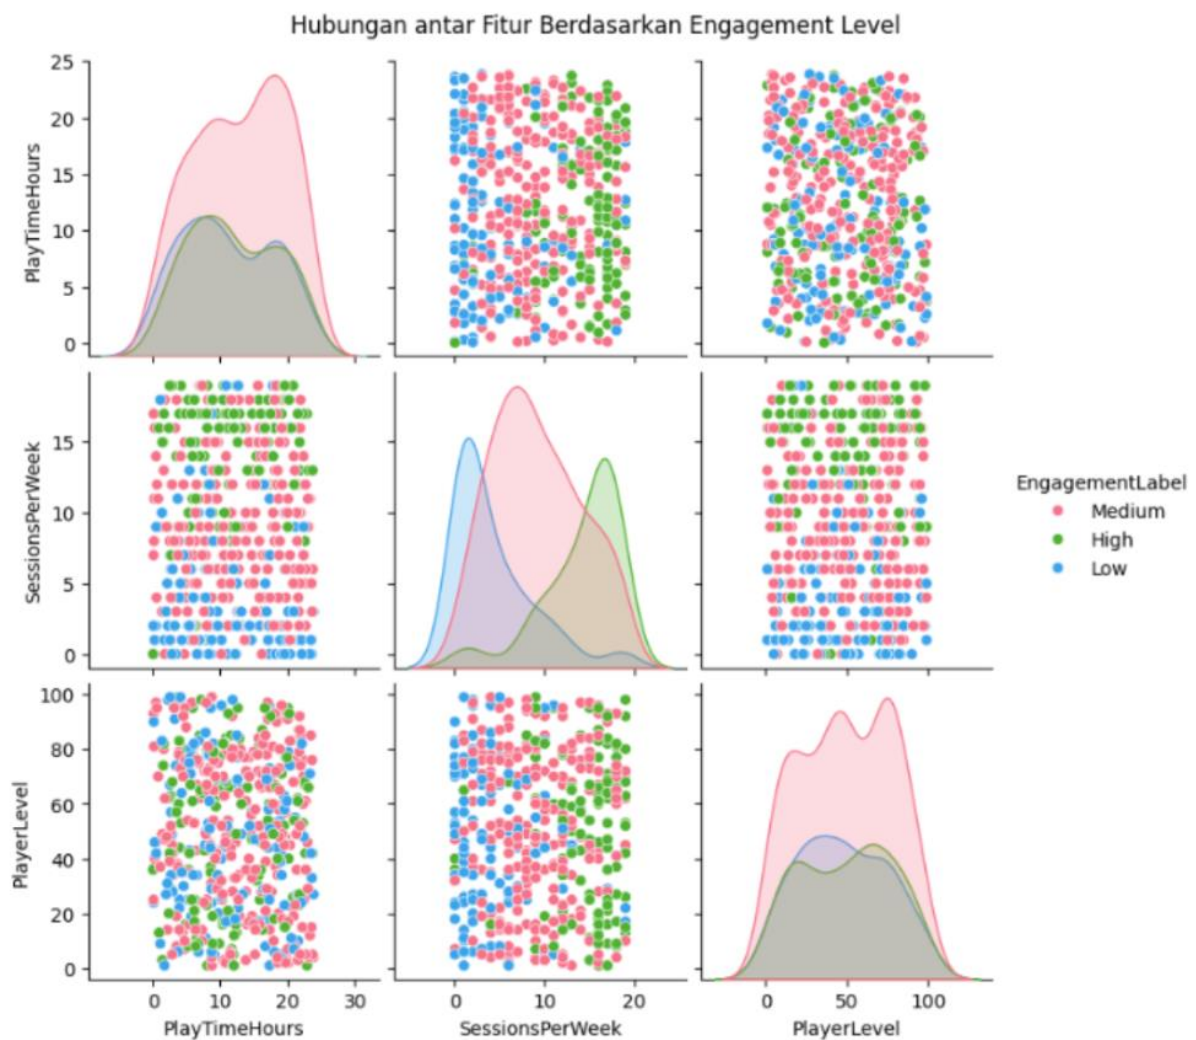 Hubungan antar Fitur Berdasarkan Engagement Level
25
20
15
10
5
0
PlayTimeHours
15
10
5
0
SessionsPerWeek
EngagementLabel
Medium
High
Low
100
80
60
40
20
0
PlayerLevel
0 10 20 30
PlayTimeHours
0 10 20
SessionsPerWeek
0 50 100
PlayerLevel